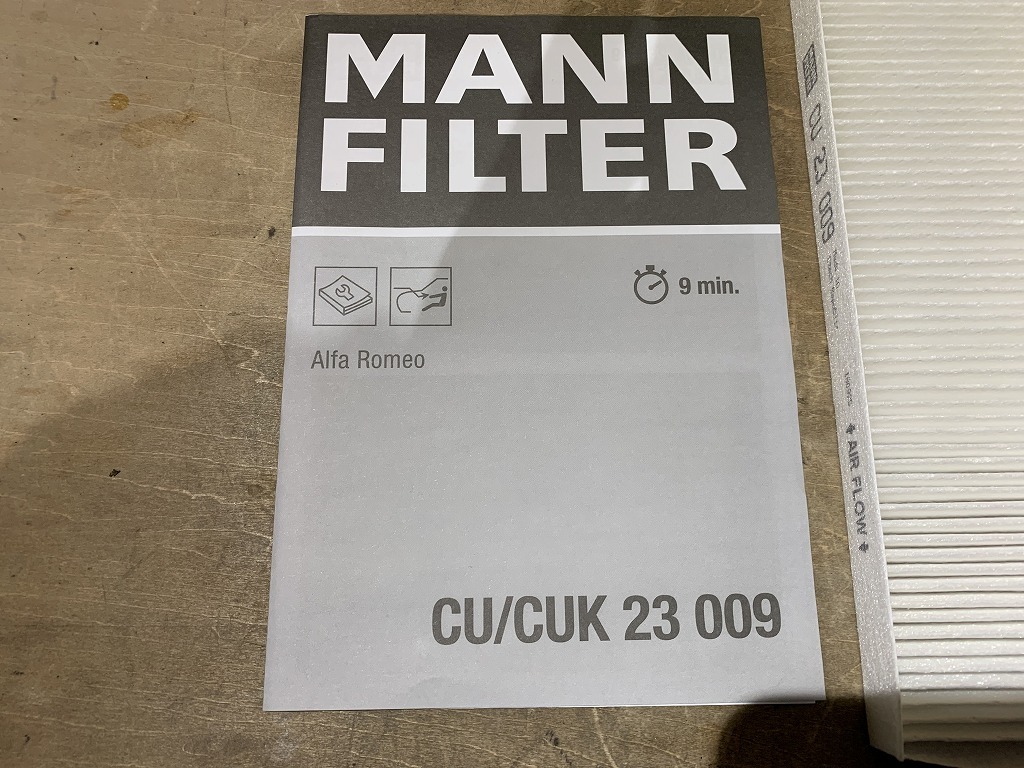 MANN
FILTER
9 min.
Alfa Romeo
CU/CUK 23 009
CU 23 009
AIR FLOW